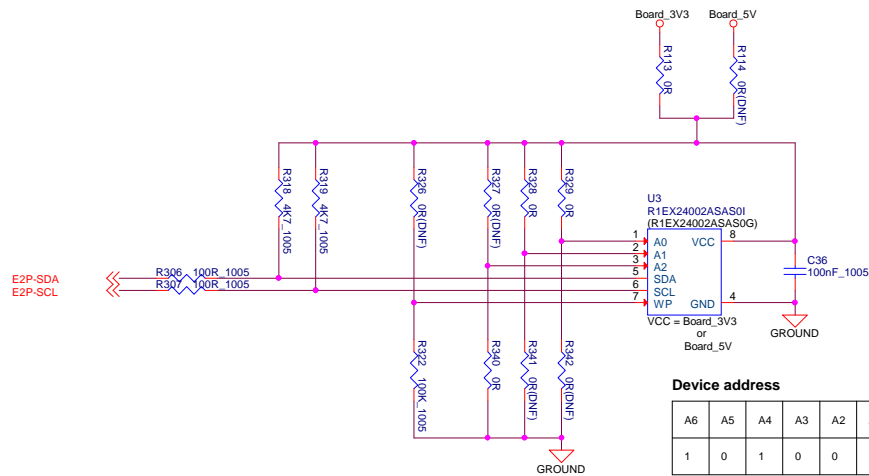 Board_3V3 Board_5V
R113 0R
R114 0R(DNF)
R318 4K7_1005
R319 4K7_1005
R326 0R(DNF)
R327 0R(DNF)
R328 0R
R329 0R
U3
R1EX24002ASAS0I
(R1EX24002ASAS0G)
1 A0 VCC 8
2 A1
3 A2
5 SDA
6 SCL
7 WP GND 4
VCC = Board_3V3
or
Board_5V
C36
100nF_1005
GROUND
E2P-SDA R306 100R_1005
E2P-SCL R307 100R_1005
R322 100K_1005
R340 0R
R341 0R(DNF)
R342 0R(DNF)
GROUND
Device address
A6 A5 A4 A3 A2
1 0 1 0 0